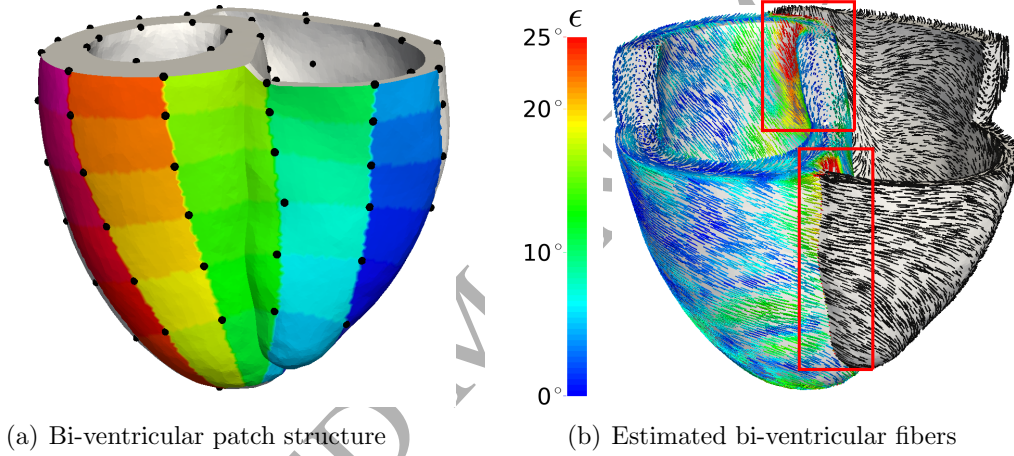 ϵ
25°
20°
10°
0°
(a) Bi-ventricular patch structure
(b) Estimated bi-ventricular fibers